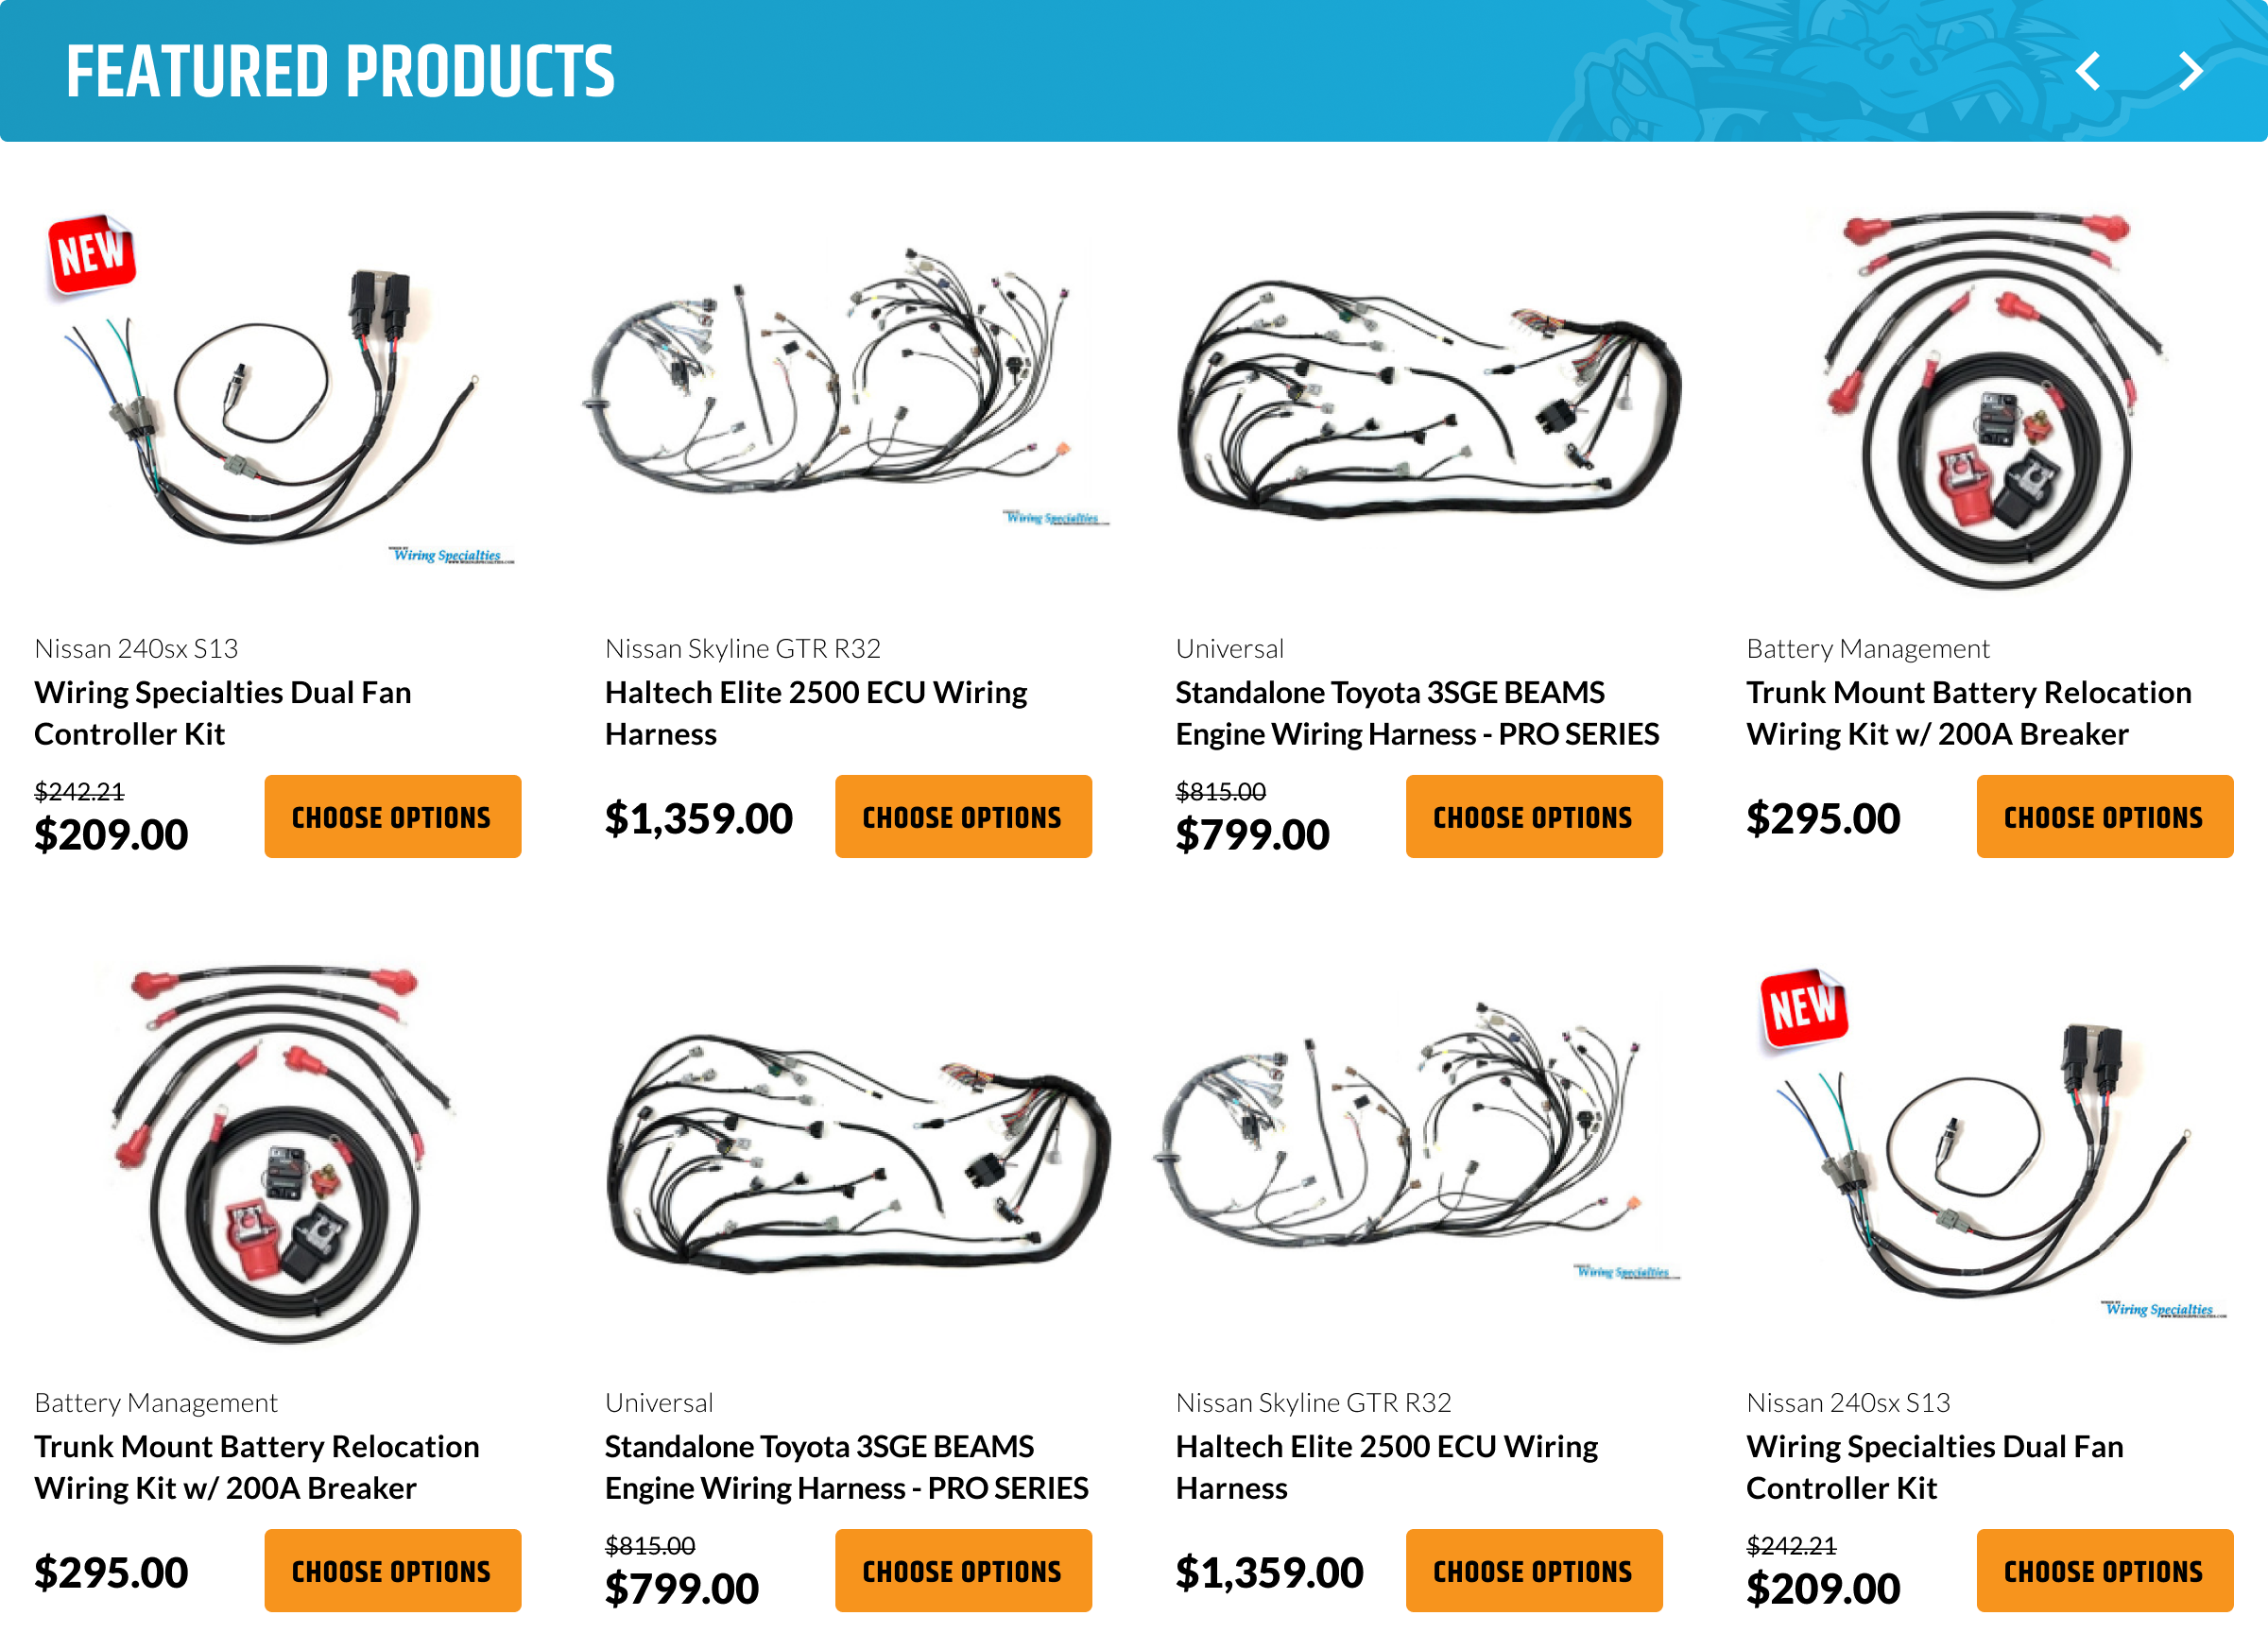 FEATURED PRODUCTS
NEW
Wiring Specialties
Wiring Specialties
Nissan 240sx S13
Nissan Skyline GTR R32
Universal
Battery Management
Wiring Specialties Dual Fan
Controller Kit
Haltech Elite 2500 ECU Wiring
Harness
Standalone Toyota 3SGE BEAMS
Engine Wiring Harness - PRO SERIES
Trunk Mount Battery Relocation
Wiring Kit w/ 200A Breaker
$242.21
$209.00
CHOOSE OPTIONS
$1,359.00
CHOOSE OPTIONS
$815.00
$799.00
CHOOSE OPTIONS
$295.00
CHOOSE OPTIONS
NEW
Wiring Specialties
Wiring Specialties
Battery Management
Universal
Nissan Skyline GTR R32
Nissan 240sx S13
Trunk Mount Battery Relocation
Wiring Kit w/ 200A Breaker
Standalone Toyota 3SGE BEAMS
Engine Wiring Harness - PRO SERIES
Haltech Elite 2500 ECU Wiring
Harness
Wiring Specialties Dual Fan
Controller Kit
$295.00
CHOOSE OPTIONS
$815.00
$799.00
CHOOSE OPTIONS
$1,359.00
CHOOSE OPTIONS
$242.21
$209.00
CHOOSE OPTIONS